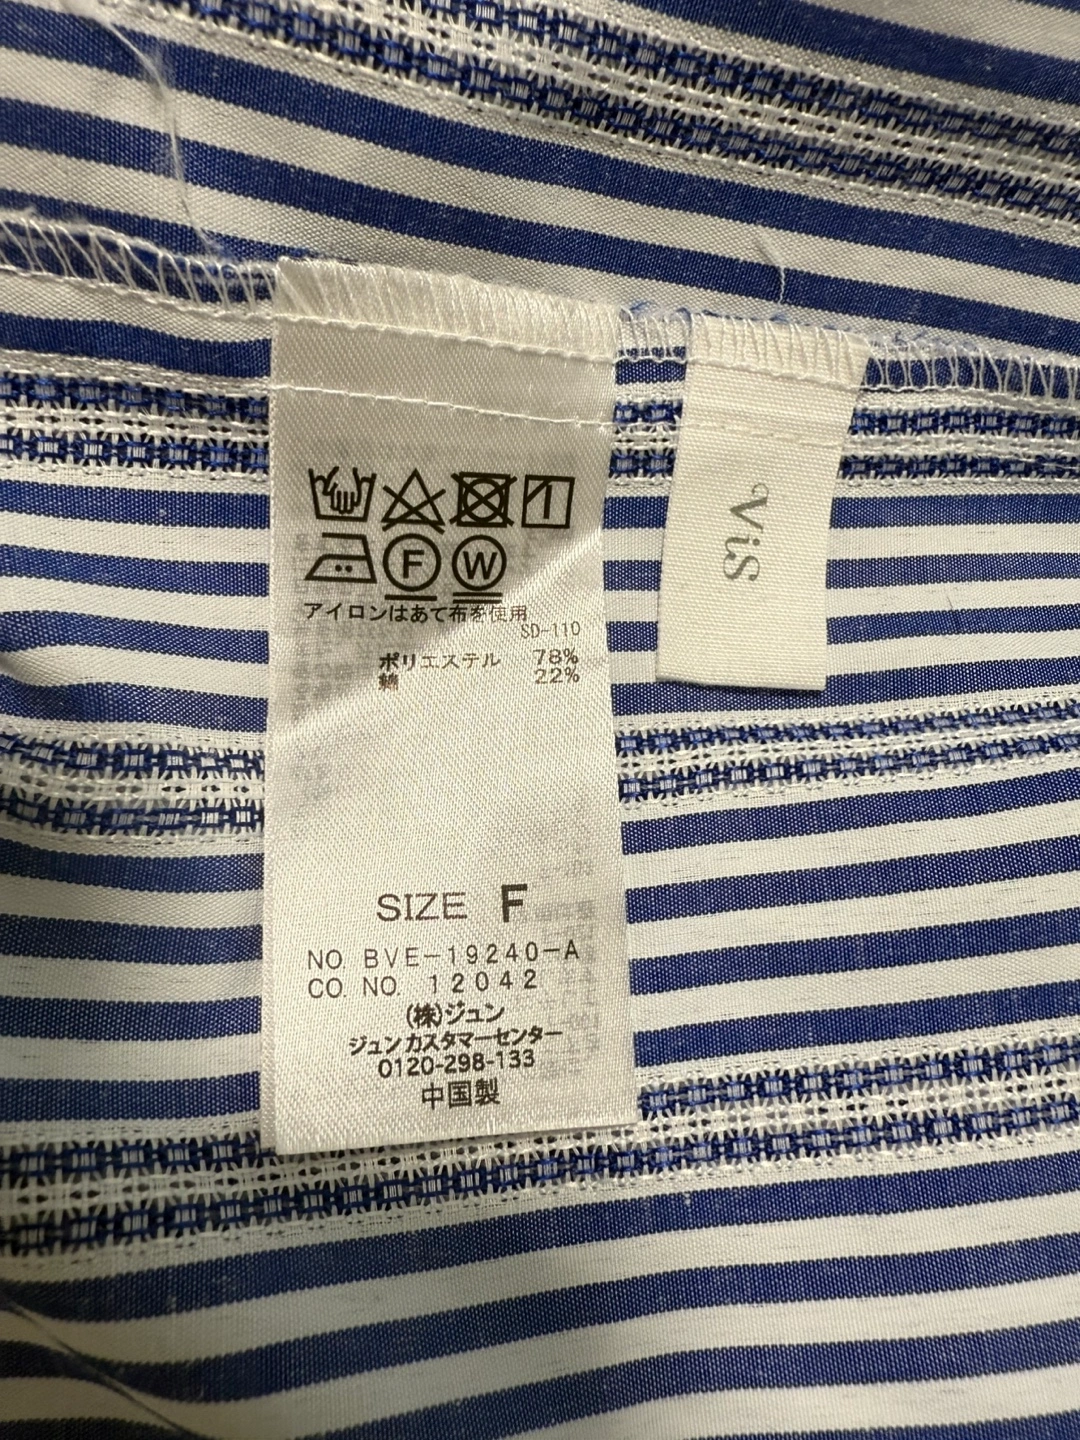 F W
アイロンはあて布を使用
SD-110
ポリエステル 78%
綿 22%
SIZE F
NO. BVE-19240-A
CO. NO. 12042
(株)ジュン
ジュンカスタマーセンター
0120-298-133
中国製
ViS